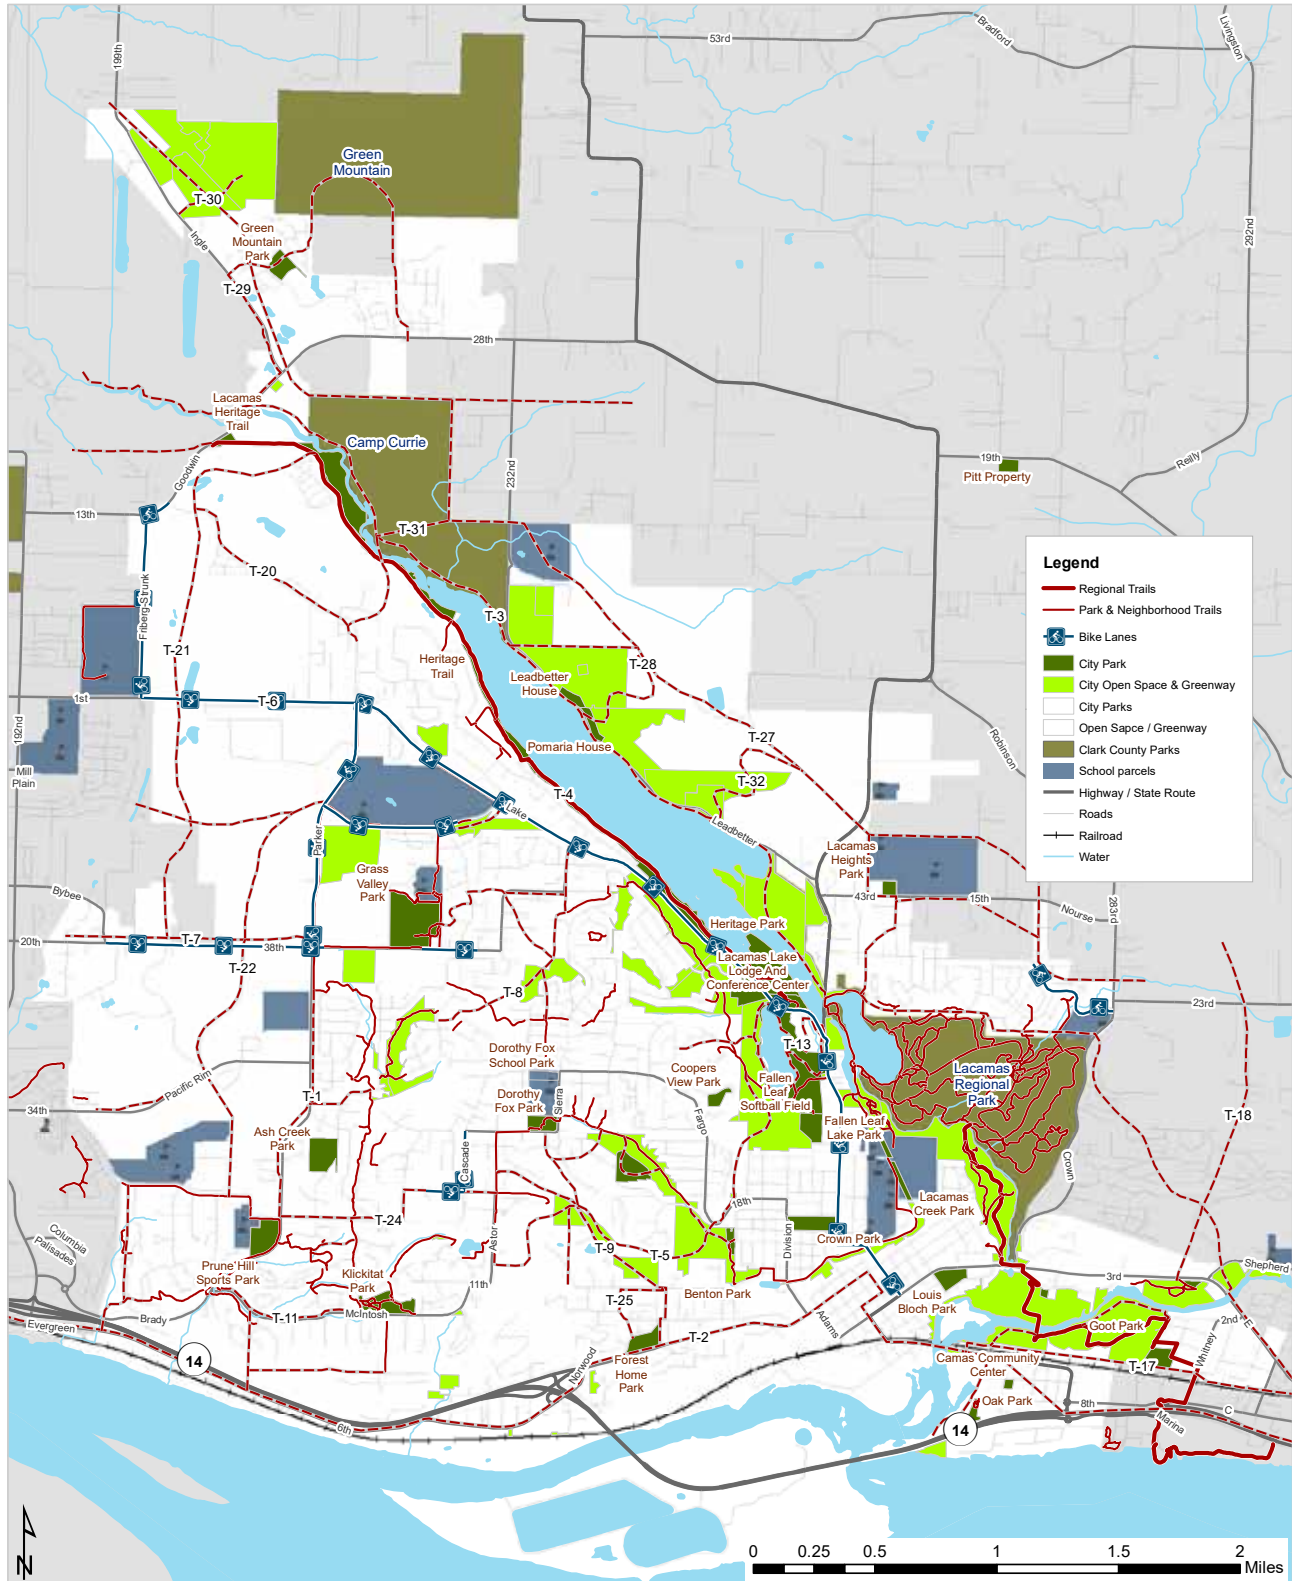 53rd
Bradford
Livingston
199th
Green
Mountain
T-30
292nd
Green
Mountain
Park
Ingle
T-29
28th
Lacamas
Heritage
Trail
Camp Currie
Goodwin
232nd
19th
Reilly
Pitt Property
13th
T-31
Legend
Regional Trails
Park & Neighborhood Trails
Bike Lanes
City Park
City Open Space & Greenway
City Parks
Open Sapce / Greenway
Clark County Parks
School parcels
Highway / State Route
Roads
Railroad
Water
T-20
Friberg-Strunk
T-3
T-21
Heritage
Trail
T-28
Leadbetter
House
1st
T-6
192nd
Pomaria House
T-27
Robinson
Mill
Plain
T-32
T-4
Lake
Leadbetter
Parker
Lacamas
Heights
Park
Grass
Valley
Park
Bybee
43rd
15th
Nourse
283rd
Heritage Park
20th
T-7
38th
Lacamas Lake
Lodge And
Conference Center
T-22
T-8
23rd
T-13
Dorothy Fox
School Park
Coopers
View Park
Lacamas
Regional
Park
Pacific Rim
Fallen
Leaf
Softball Field
T-1
Dorothy
Fox Park
Sierra
34th
Fargo
T-18
Fallen Leaf
Lake Park
Ash Creek
Park
Cascade
Crown
18th
Lacamas
Creek Park
T-24
Columbia
Palisades
Astor
Division
Crown Park
T-9
T-5
Prune Hill
Sports Park
Klickitat
Park
11th
3rd
Shepherd
Benton Park
T-25
Louis
Bloch Park
Brady
T-11
McIntosh
Evergreen
Adams
Goot Park
2nd
E
T-2
14
Norwood
Whitney
Forest
Home
Park
Camas Community
Center
T-17
Oak Park
8th
C
6th
14
Marina
N
0
0.25
0.5
1
1.5
2
Miles